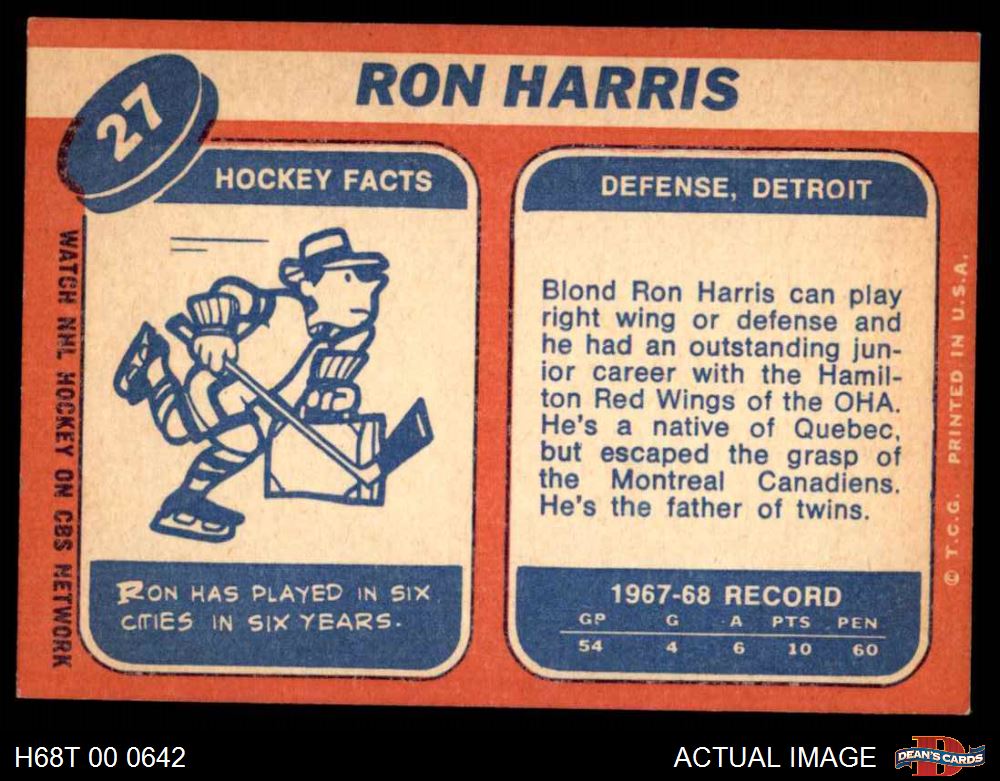 27
RON HARRIS
HOCKEY FACTS
RON HAS PLAYED IN SIX
CITIES IN SIX YEARS.
WATCH NHL HOCKEY ON CBS NETWORK
DEFENSE, DETROIT
Blond Ron Harris can play
right wing or defense and
he had an outstanding jun-
ior career with the Hamil-
ton Red Wings of the OHA.
He's a native of Quebec,
but escaped the grasp of
the Montreal Canadiens.
He's the father of twins.
1967-68 RECORD
GP G A PTS PEN
54 4 6 10 60
© T.C.G. PRINTED IN U.S.A.
H68T 00 0642
ACTUAL IMAGE
D
DEAN'S CARDS